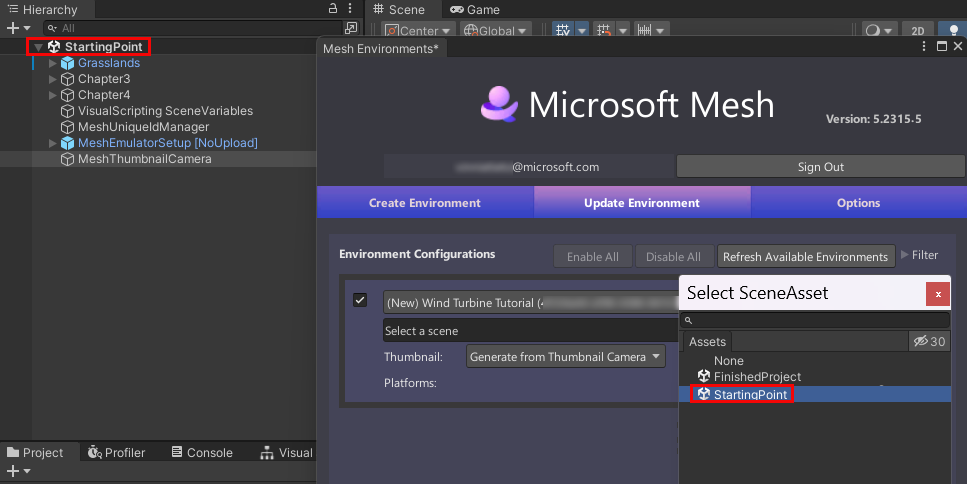 Hierarchy
All
StartingPoint
Grasslands
Chapter3
Chapter4
VisualScripting SceneVariables
MeshUniqueIdManager
MeshEmulatorSetup [NoUpload]
MeshThumbnailCamera
Scene
Game
Center
Global
2D
Mesh Environments*
Microsoft Mesh
Version: 5.2315.5
@microsoft.com
Sign Out
Create Environment
Update Environment
Options
Environment Configurations
Enable All
Disable All
Refresh Available Environments
Filter
(New) Wind Turbine Tutorial (4
Select a scene
Thumbnail:
Generate from Thumbnail Camera
Platforms:
Select SceneAsset
x
Assets
30
None
FinishedProject
StartingPoint
Project
Profiler
Console
Visual